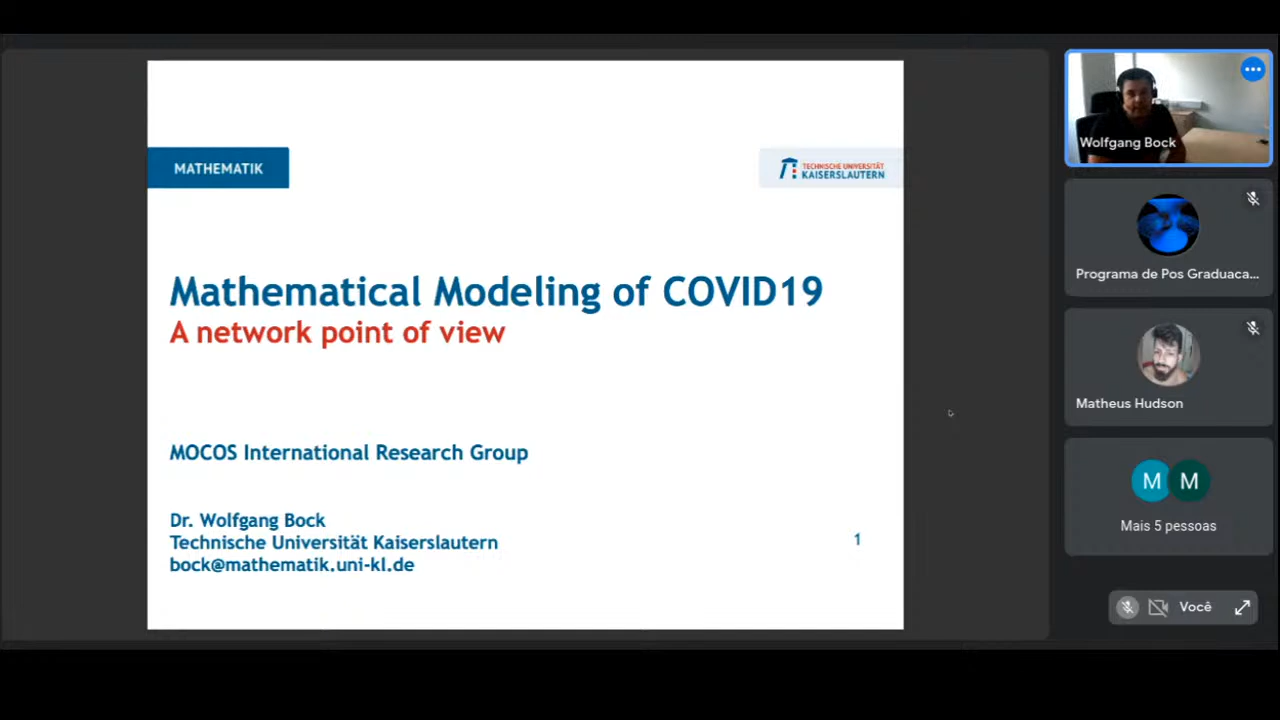 MATHEMATIK
TECHNISCHE UNIVERSITÄT
KAISERSLAUTERN
Mathematical Modeling of COVID19
A network point of view
MOCOS International Research Group
Dr. Wolfgang Bock
Technische Universität Kaiserslautern
bock@mathematik.uni-kl.de
1
Wolfgang Bock
Programa de Pos Graduaca...
Matheus Hudson
M M
Mais 5 pessoas
Você